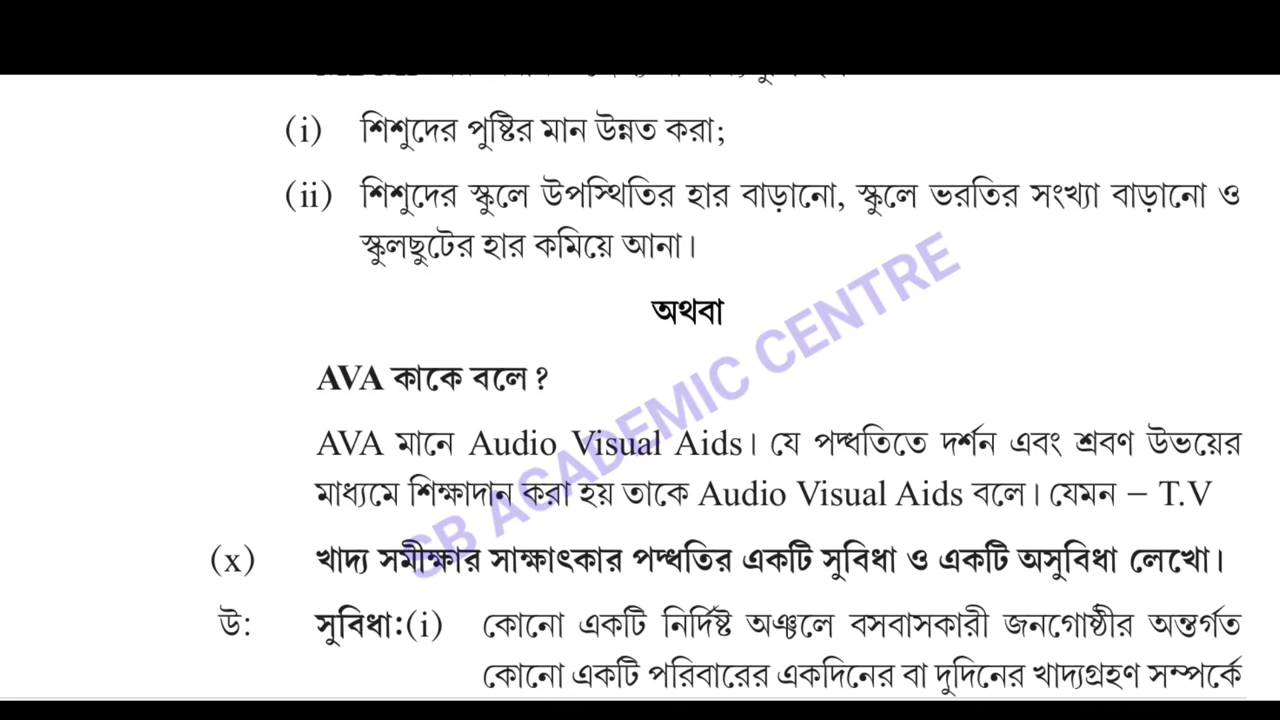 (i) শিশুদের পুষ্টির মান উন্নত করা;
(ii) শিশুদের স্কুলে উপস্থিতির হার বাড়ানো, স্কুলে ভরতির সংখ্যা বাড়ানো ও
স্কুলছুটের হার কমিয়ে আনা।
অথবা
AVA কাকে বলে ?
AVA মানে Audio Visual Aids। যে পদ্ধতিতে দর্শন এবং শ্রবণ উভয়ের
মাধ্যমে শিক্ষাদান করা হয় তাকে Audio Visual Aids বলে। যেমন – T.V
(x) খাদ্য সমীক্ষার সাক্ষাৎকার পদ্ধতির একটি সুবিধা ও একটি অসুবিধা লেখো।
উ: সুবিধা:(i) কোনো একটি নির্দিষ্ট অঞ্চলে বসবাসকারী জনগোষ্ঠীর অন্তর্গত
কোনো একটি পরিবারের একদিনের বা দুদিনের খাদ্যগ্রহণ সম্পর্কে
SB ACADEMIC CENTRE